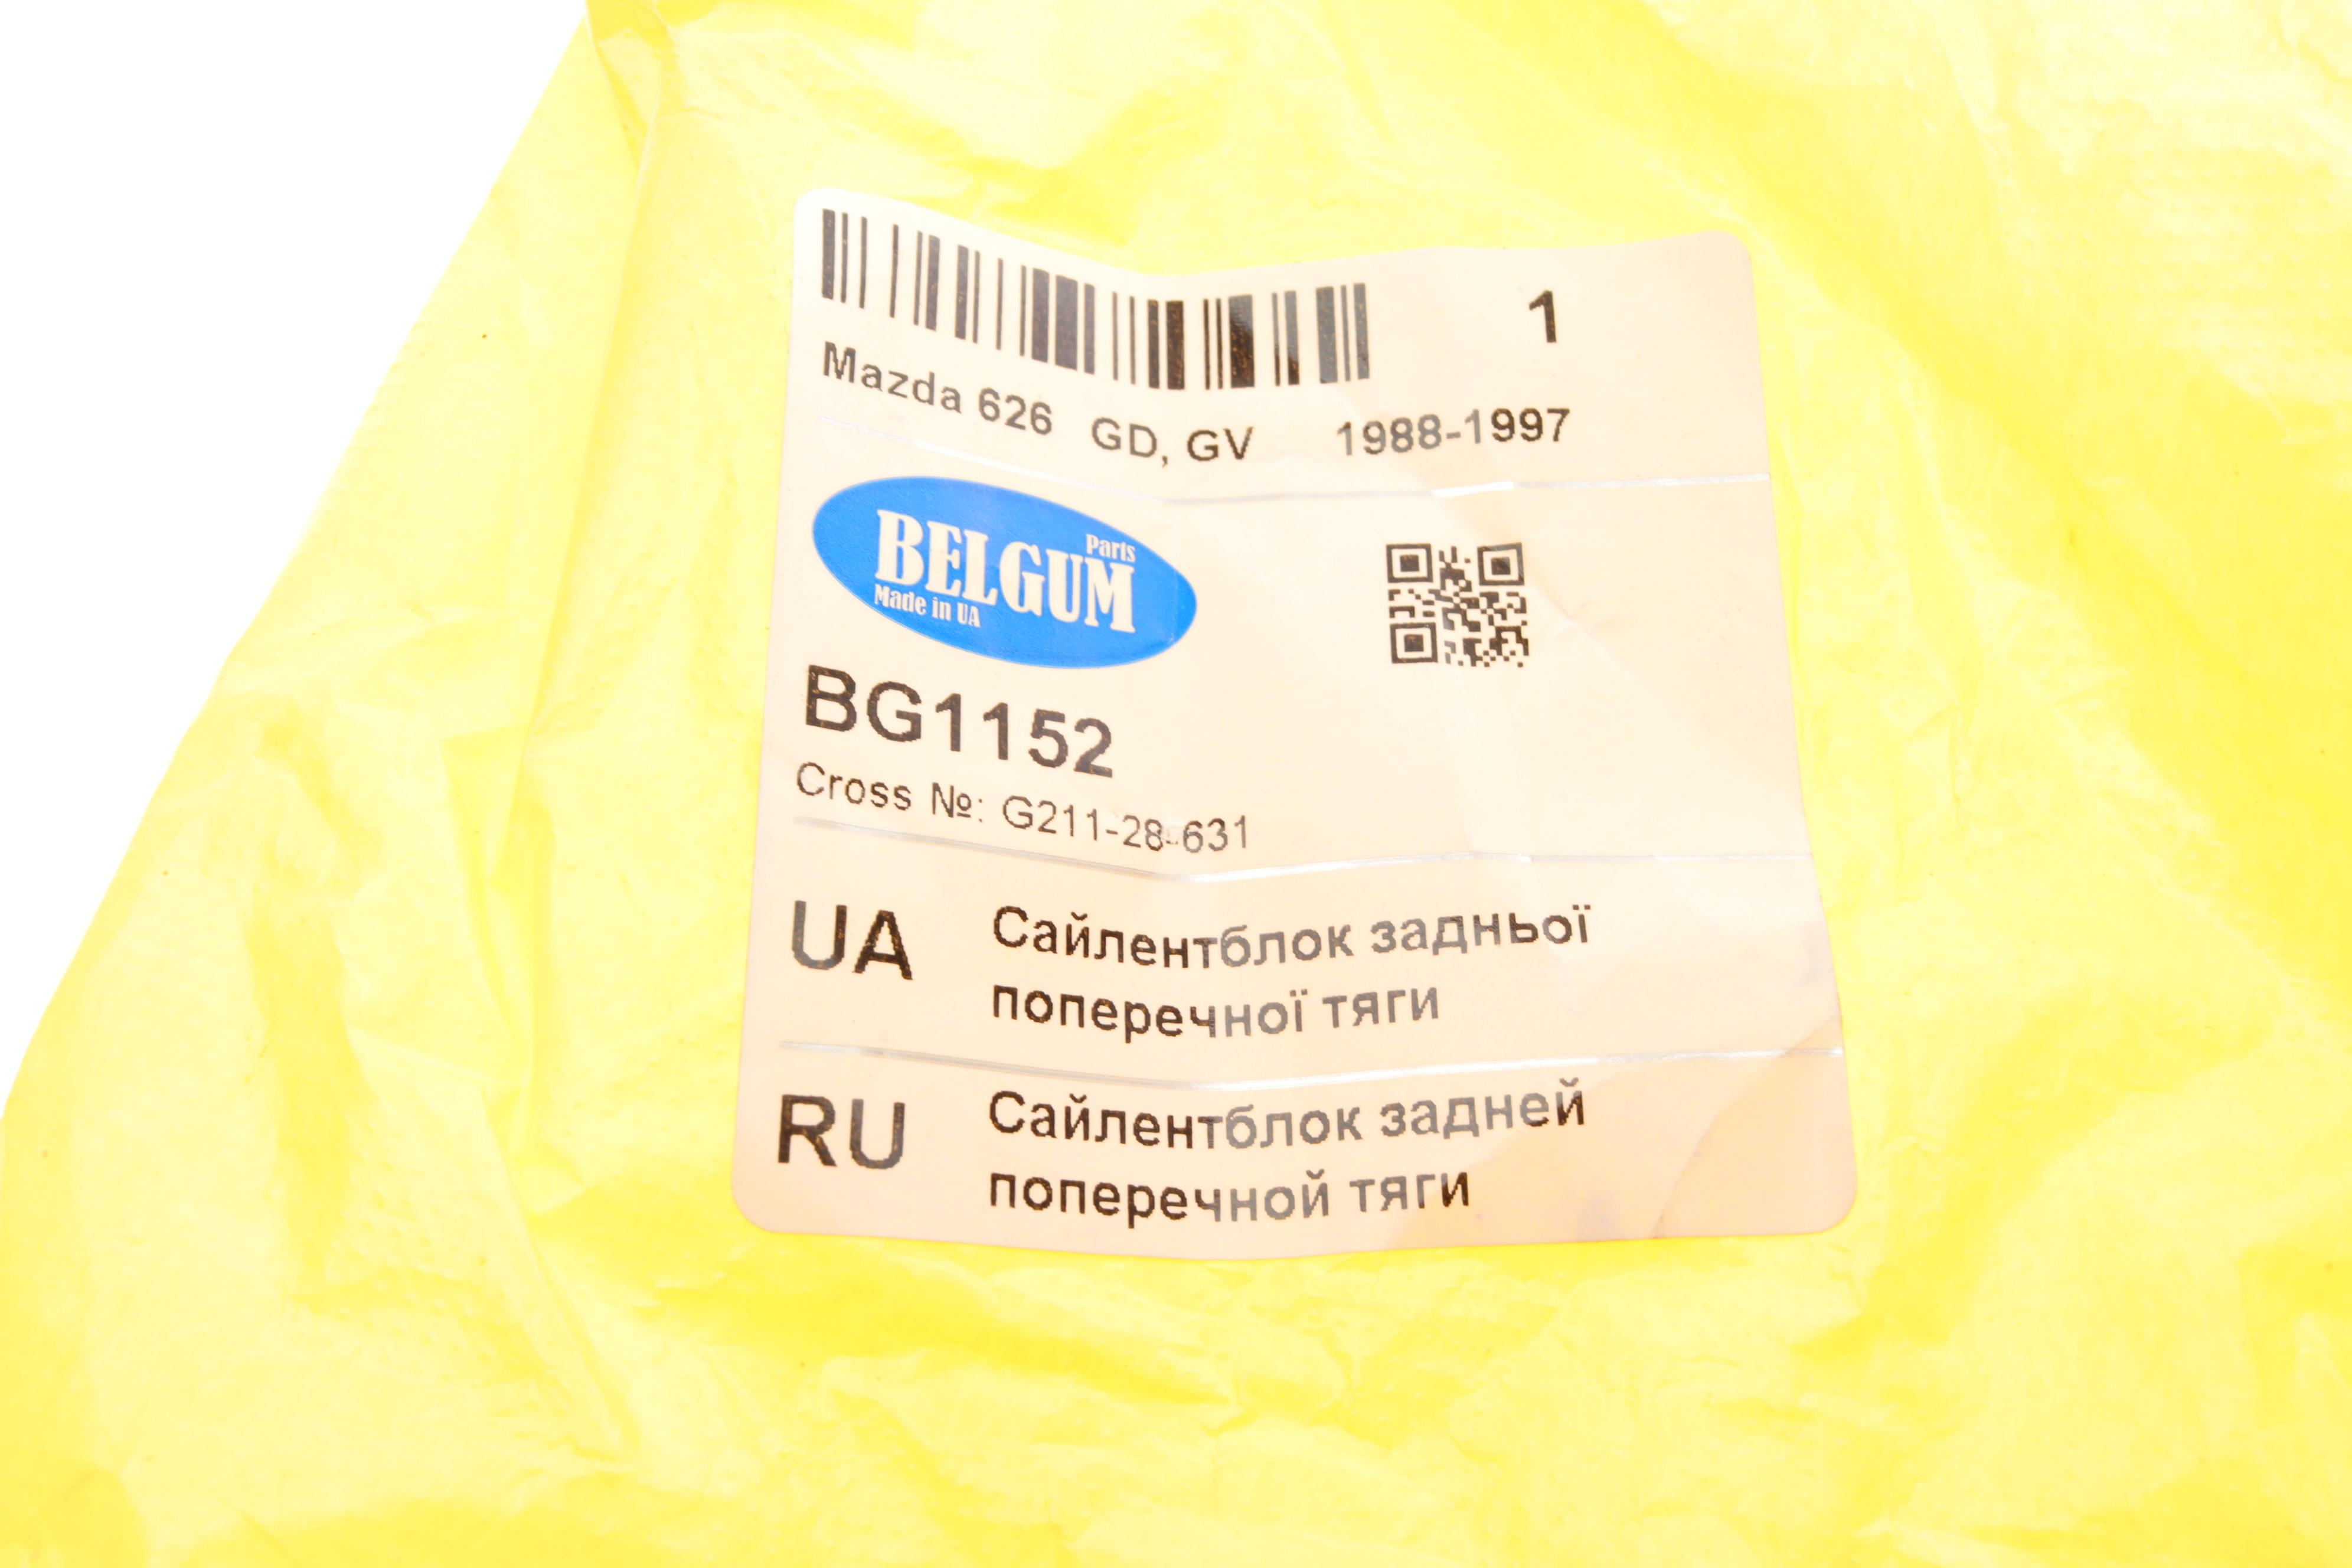 1
Mazda 626 GD, GV 1988-1997
Parts
BELGUM
Made in UA
BG1152
Cross №: G211-28-631
UA Сайлентблок задньої
поперечної тяги
RU Сайлентблок задней
поперечной тяги